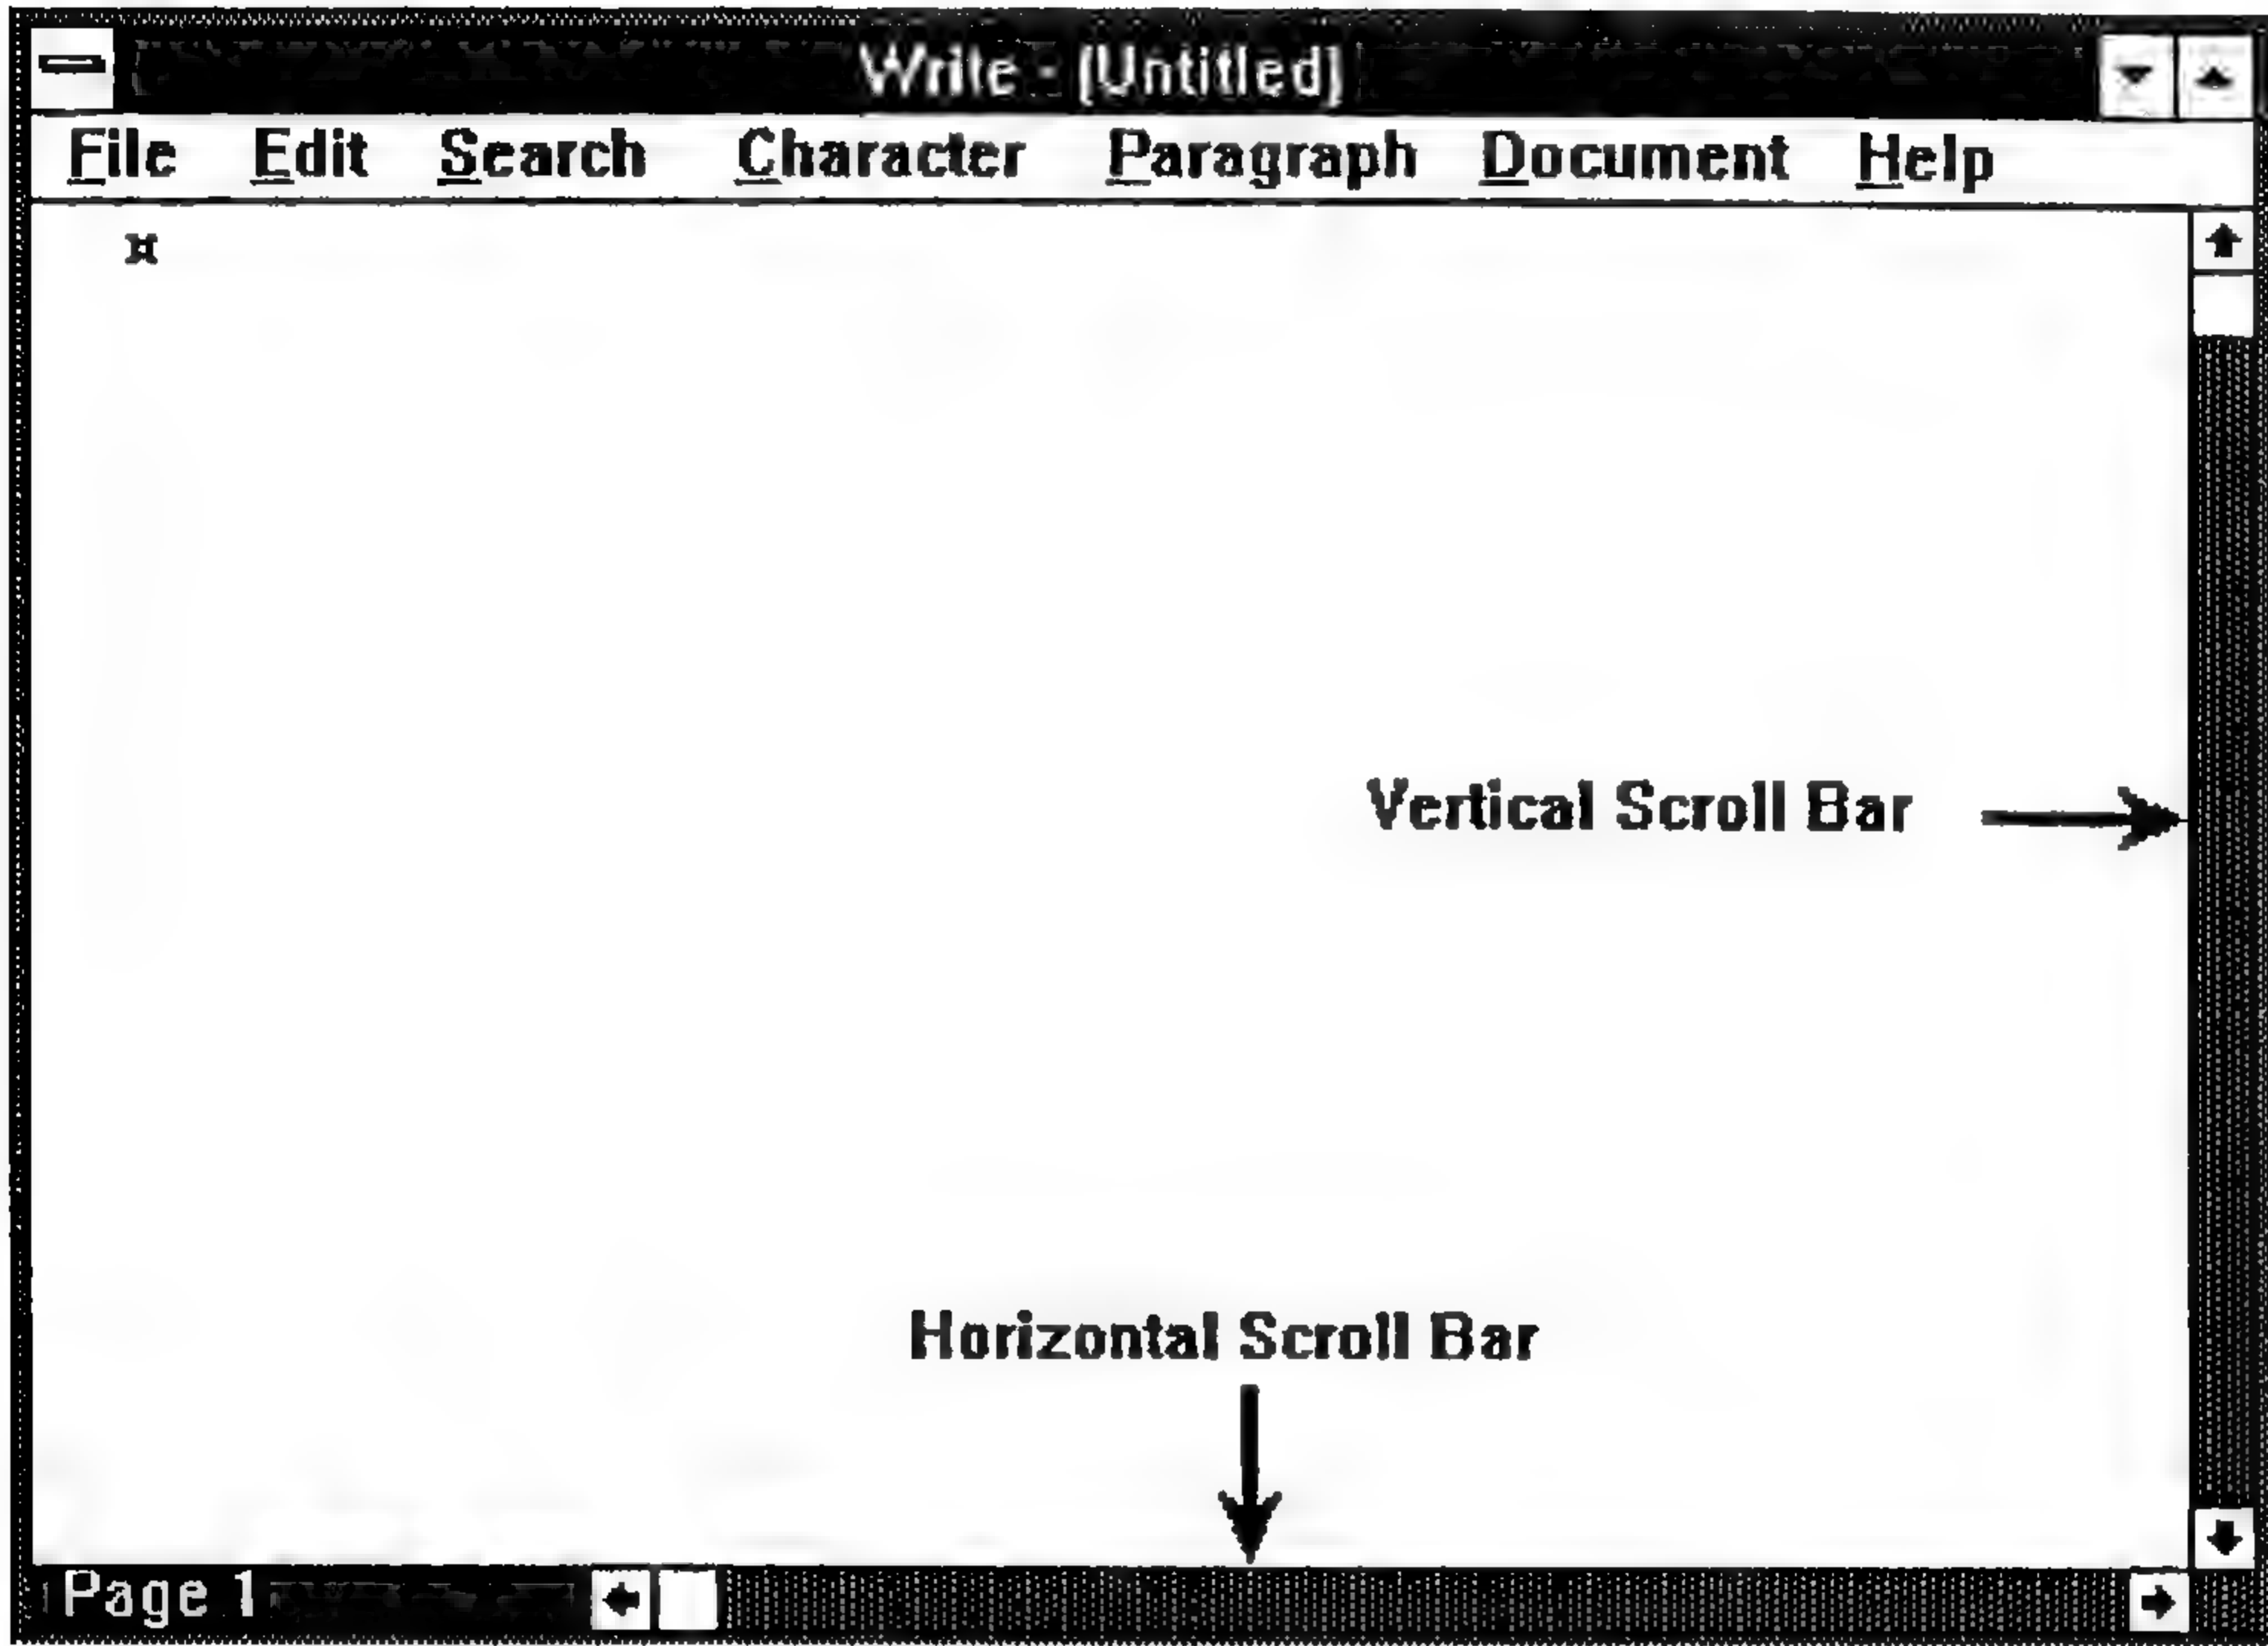 Write - (Untitled)
File Edit Search Character Paragraph Document Help
¤
Vertical Scroll Bar
Horizontal Scroll Bar
Page 1